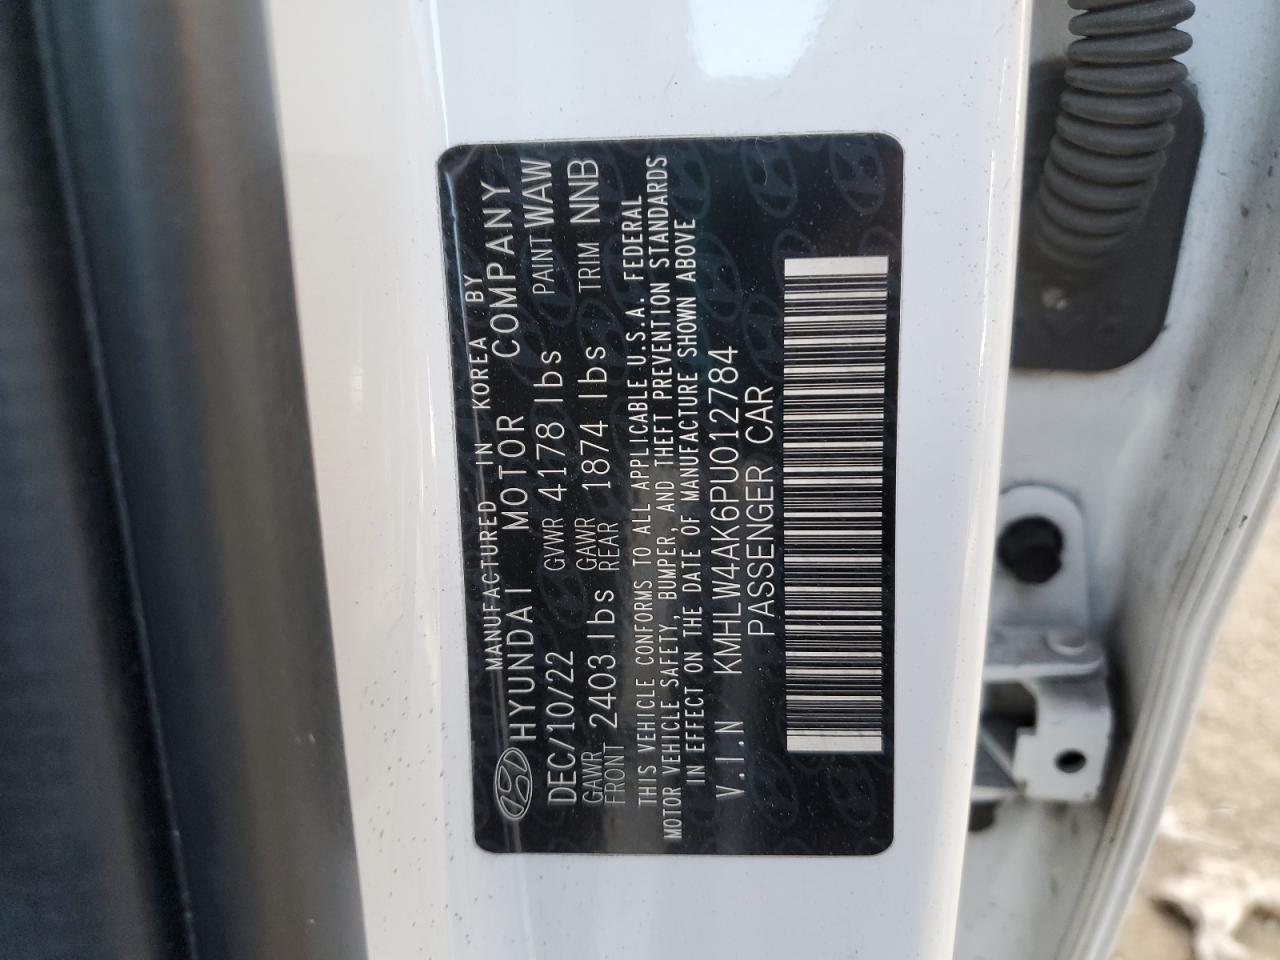 MANUFACTURED IN KOREA BY
HYUNDAI MOTOR COMPANY
DEC/10/22 GVWR 4178 lbs PAINT WAW
GAWR FRONT 2403 lbs GAWR REAR 1874 lbs TRIM NNB
THIS VEHICLE CONFORMS TO ALL APPLICABLE U.S.A. FEDERAL
MOTOR VEHICLE SAFETY, BUMPER, AND THEFT PREVENTION STANDARDS
IN EFFECT ON THE DATE OF MANUFACTURE SHOWN ABOVE
V.I.N KMHLW4AK6PU012784
PASSENGER CAR